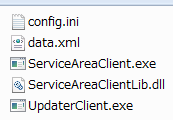 config.ini
data.xml
ServiceAreaClient.exe
ServiceAreaClientLib.dll
UpdaterClient.exe